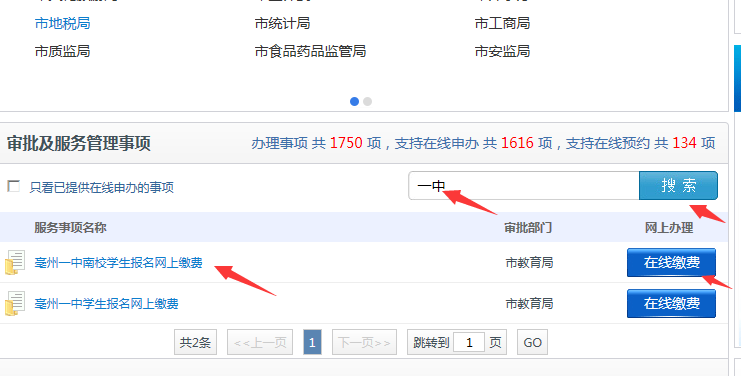 市地税局 市统计局 市工商局
市质监局 市食品药品监管局 市安监局
审批及服务管理事项 办理事项 共 1750 项，支持在线申办 共 1616 项，支持在线预约 共 134 项
只看已提供在线申办的事项 一中 搜 索
服务事项名称 审批部门 网上办理
亳州一中南校学生报名网上缴费 市教育局 在线缴费
亳州一中学生报名网上缴费 市教育局 在线缴费
共2条 <<上一页 1 下一页>> 跳转到 1 页 GO